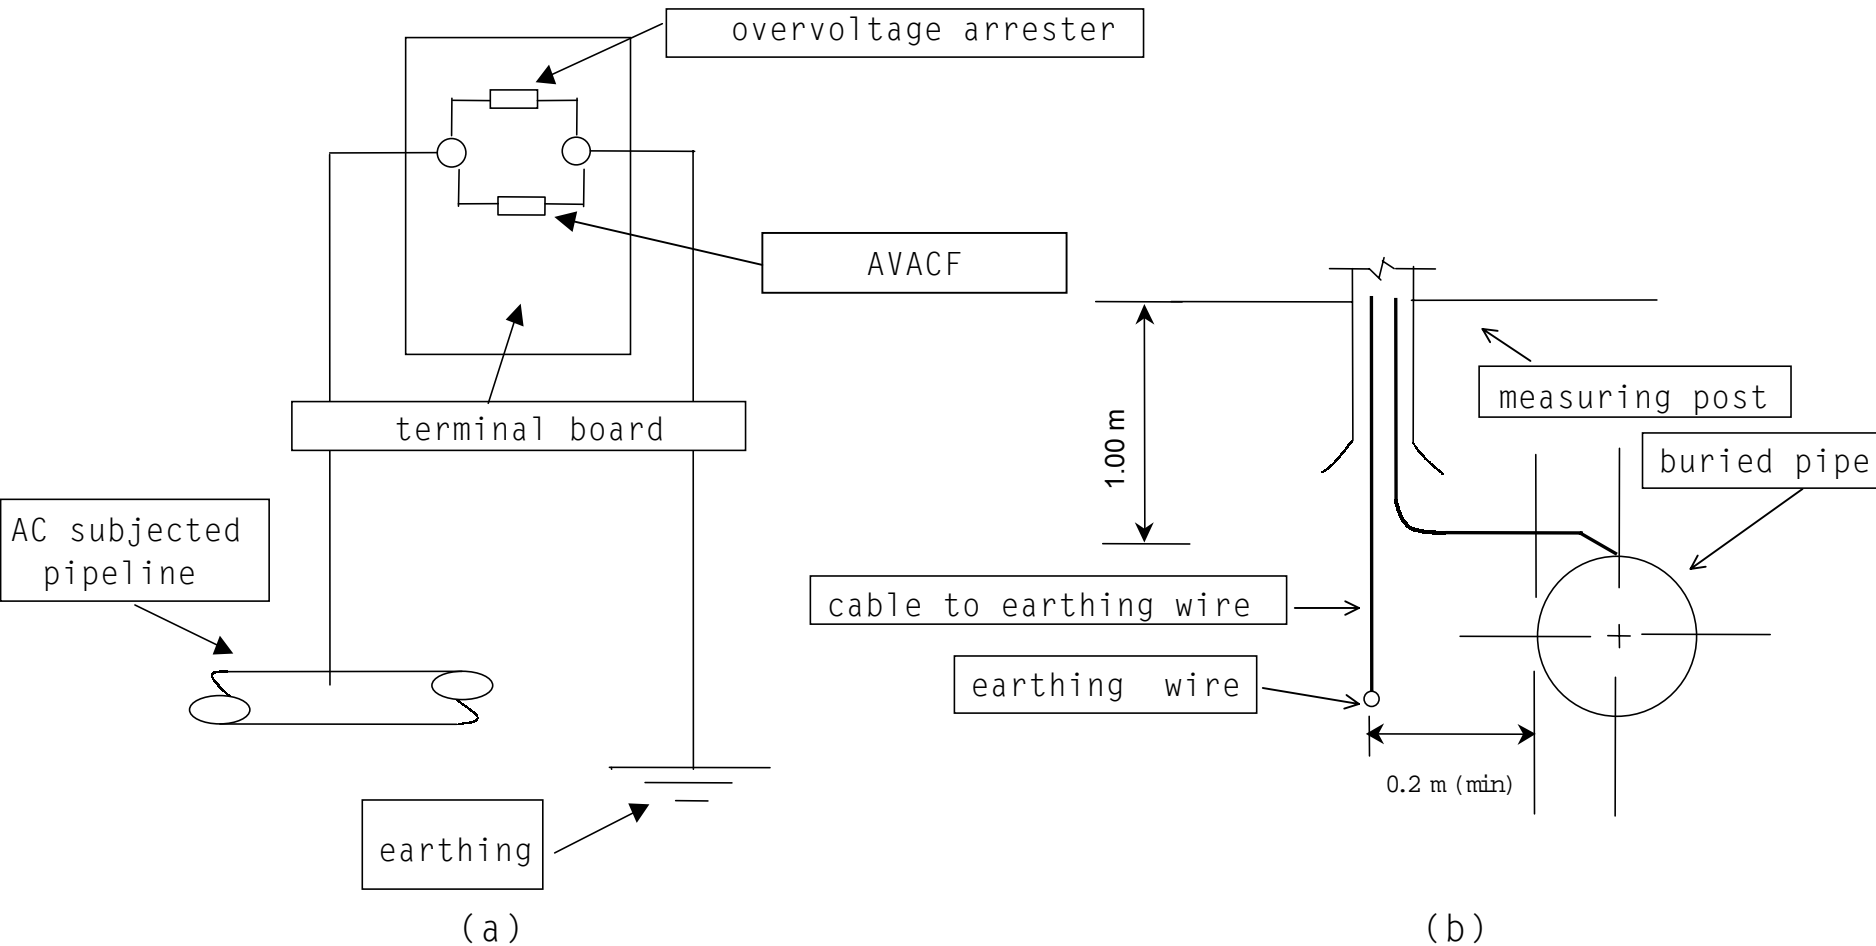 overvoltage arrester
AVACF
terminal board
AC subjected
pipeline
earthing
(a)
measuring post
buried pipe
1.00 m
cable to earthing wire
earthing wire
0.2 m (min)
(b)